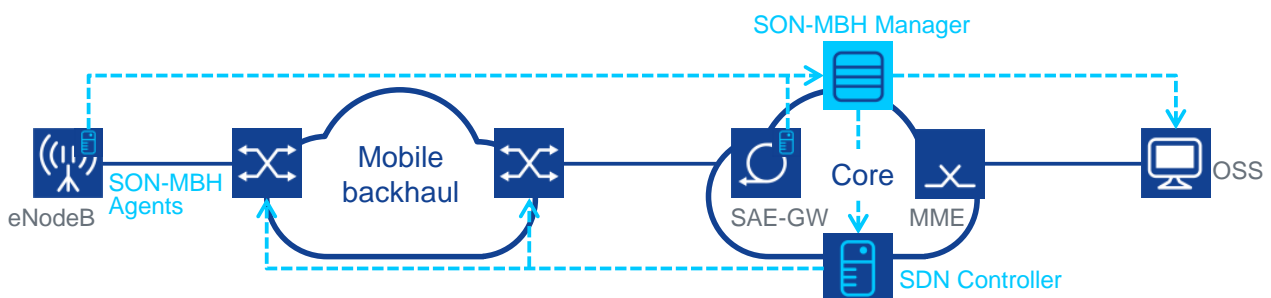 SON-MBH Manager
Mobile
backhaul
Core
OSS
SON-MBH
Agents
eNodeB
SAE-GW
MME
SDN Controller